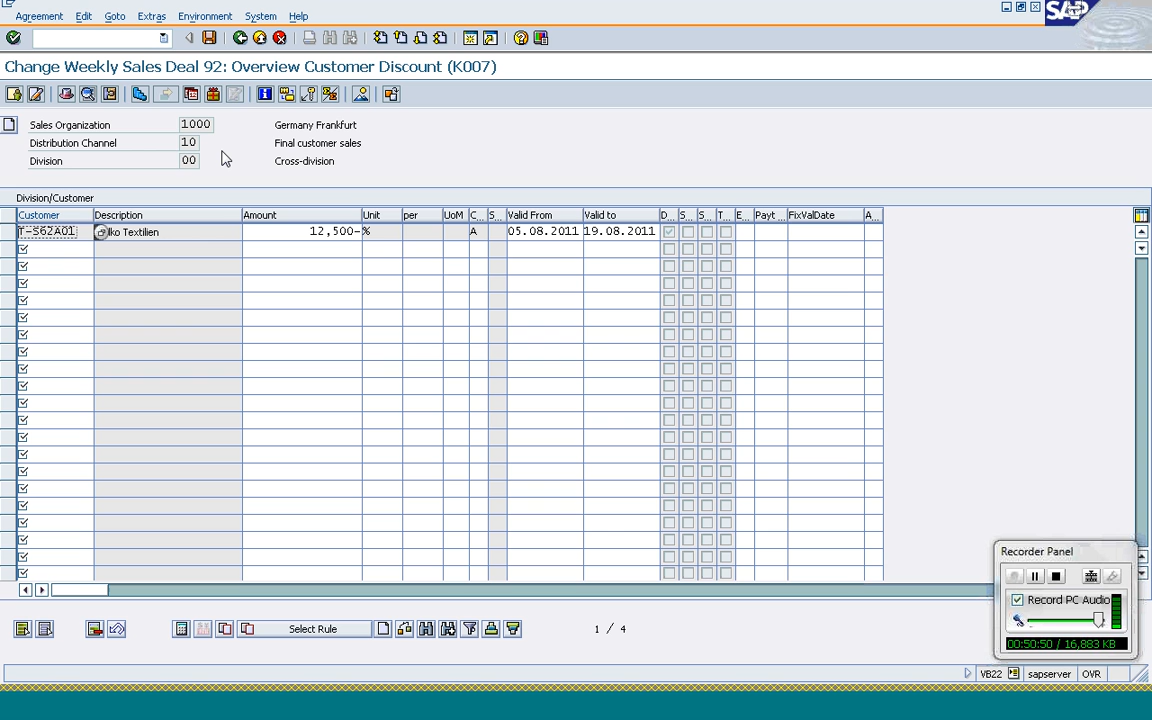 Agreement Edit Goto Extras Environment System Help
SAP
Change Weekly Sales Deal 92: Overview Customer Discount (K007)
Sales Organization 1000 Germany Frankfurt
Distribution Channel 10 Final customer sales
Division 00 Cross-division
Division/Customer
Customer Description Amount Unit per UoM C... S... Valid From Valid to D... S... S... T... E... Payt FixValDate A...
T-S62A01 lko Textilien 12,500- % A 05.08.2011 19.08.2011
Recorder Panel
Record PC Audio
00:50:50 / 16,883 KB
Select Rule 1 / 4
VB22 sapserver OVR